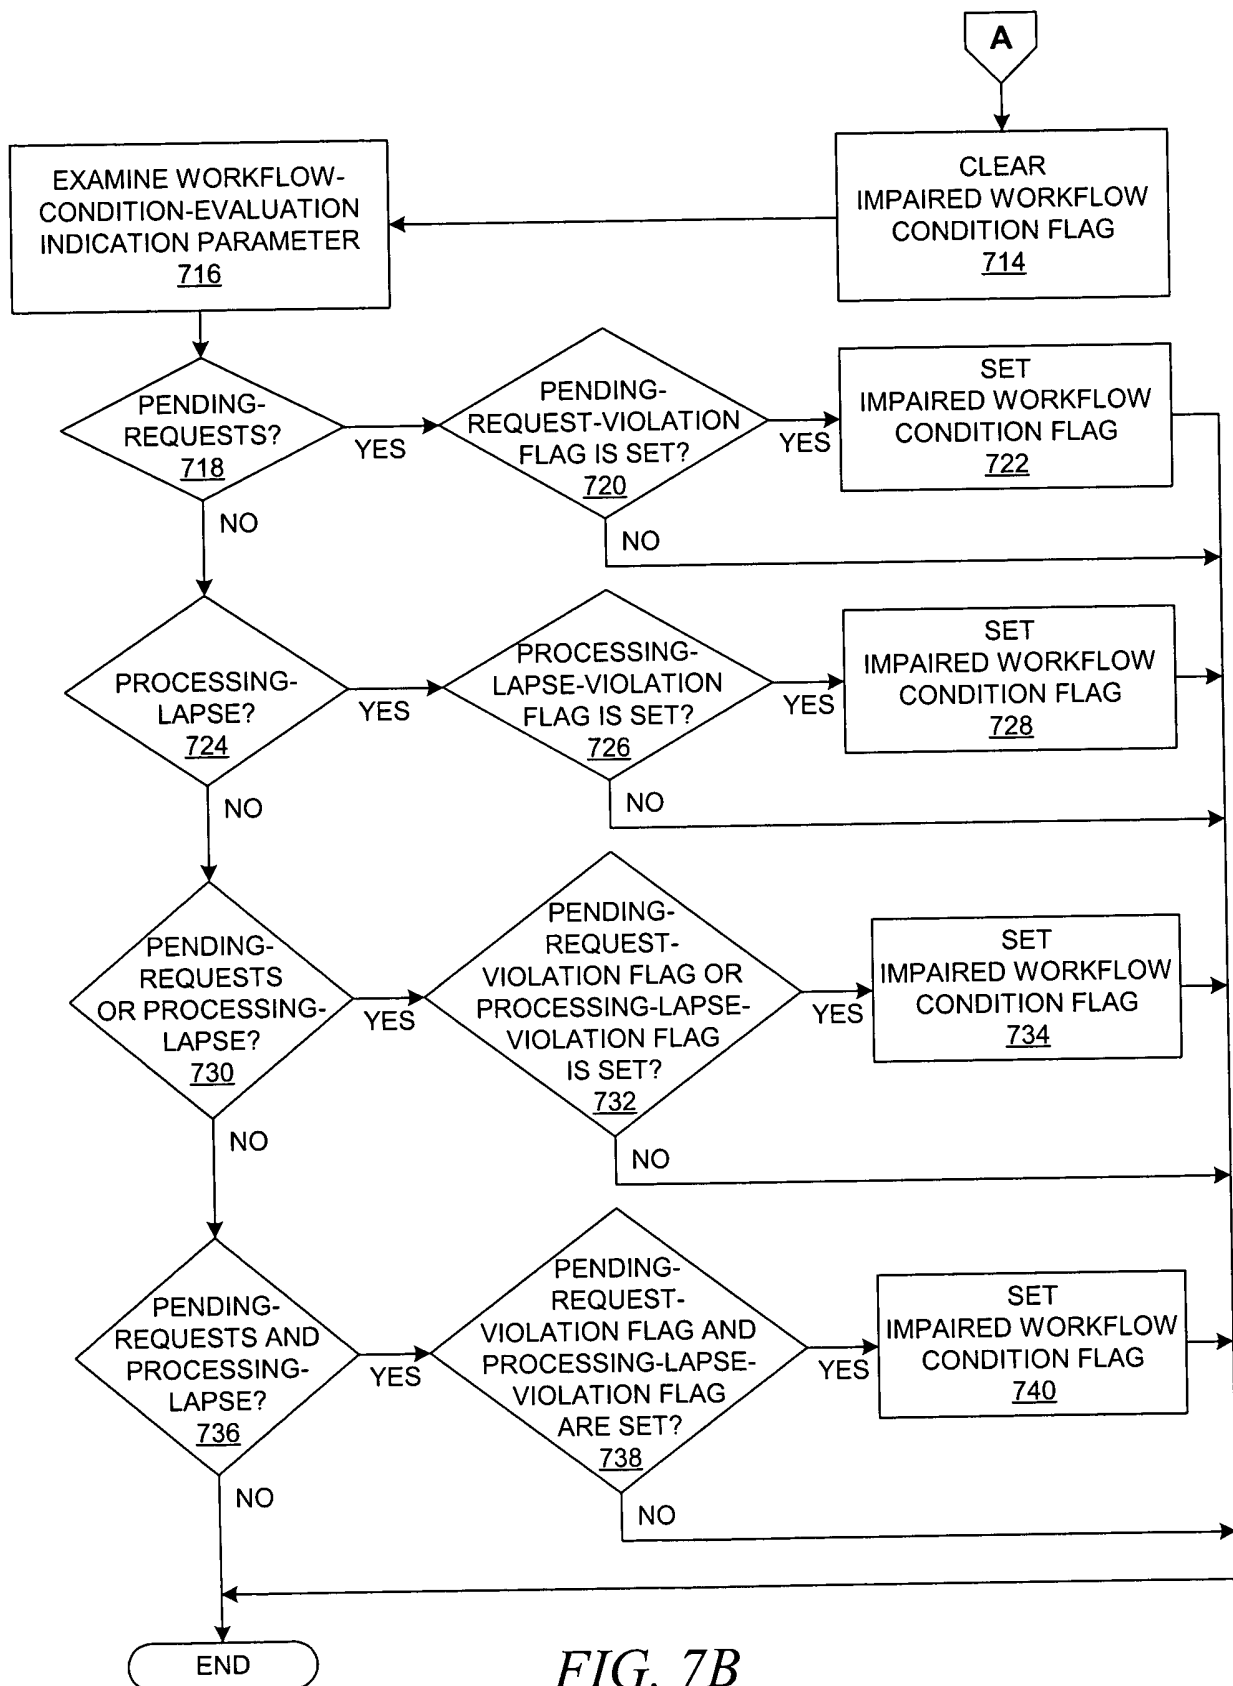 A
CLEAR
IMPAIRED WORKFLOW
CONDITION FLAG
714
EXAMINE WORKFLOW-
CONDITION-EVALUATION
INDICATION PARAMETER
716
PENDING-
REQUESTS?
718
YES
NO
PENDING-
REQUEST-VIOLATION
FLAG IS SET?
720
YES
NO
SET
IMPAIRED WORKFLOW
CONDITION FLAG
722
PROCESSING-
LAPSE?
724
YES
NO
PROCESSING-
LAPSE-VIOLATION
FLAG IS SET?
726
YES
NO
SET
IMPAIRED WORKFLOW
CONDITION FLAG
728
PENDING-
REQUESTS
OR PROCESSING-
LAPSE?
730
YES
NO
PENDING-
REQUEST-
VIOLATION FLAG OR
PROCESSING-LAPSE-
VIOLATION FLAG
IS SET?
732
YES
NO
SET
IMPAIRED WORKFLOW
CONDITION FLAG
734
PENDING-
REQUESTS AND
PROCESSING-
LAPSE?
736
YES
NO
PENDING-
REQUEST-
VIOLATION FLAG AND
PROCESSING-LAPSE-
VIOLATION FLAG
ARE SET?
738
YES
NO
SET
IMPAIRED WORKFLOW
CONDITION FLAG
740
END
FIG. 7B